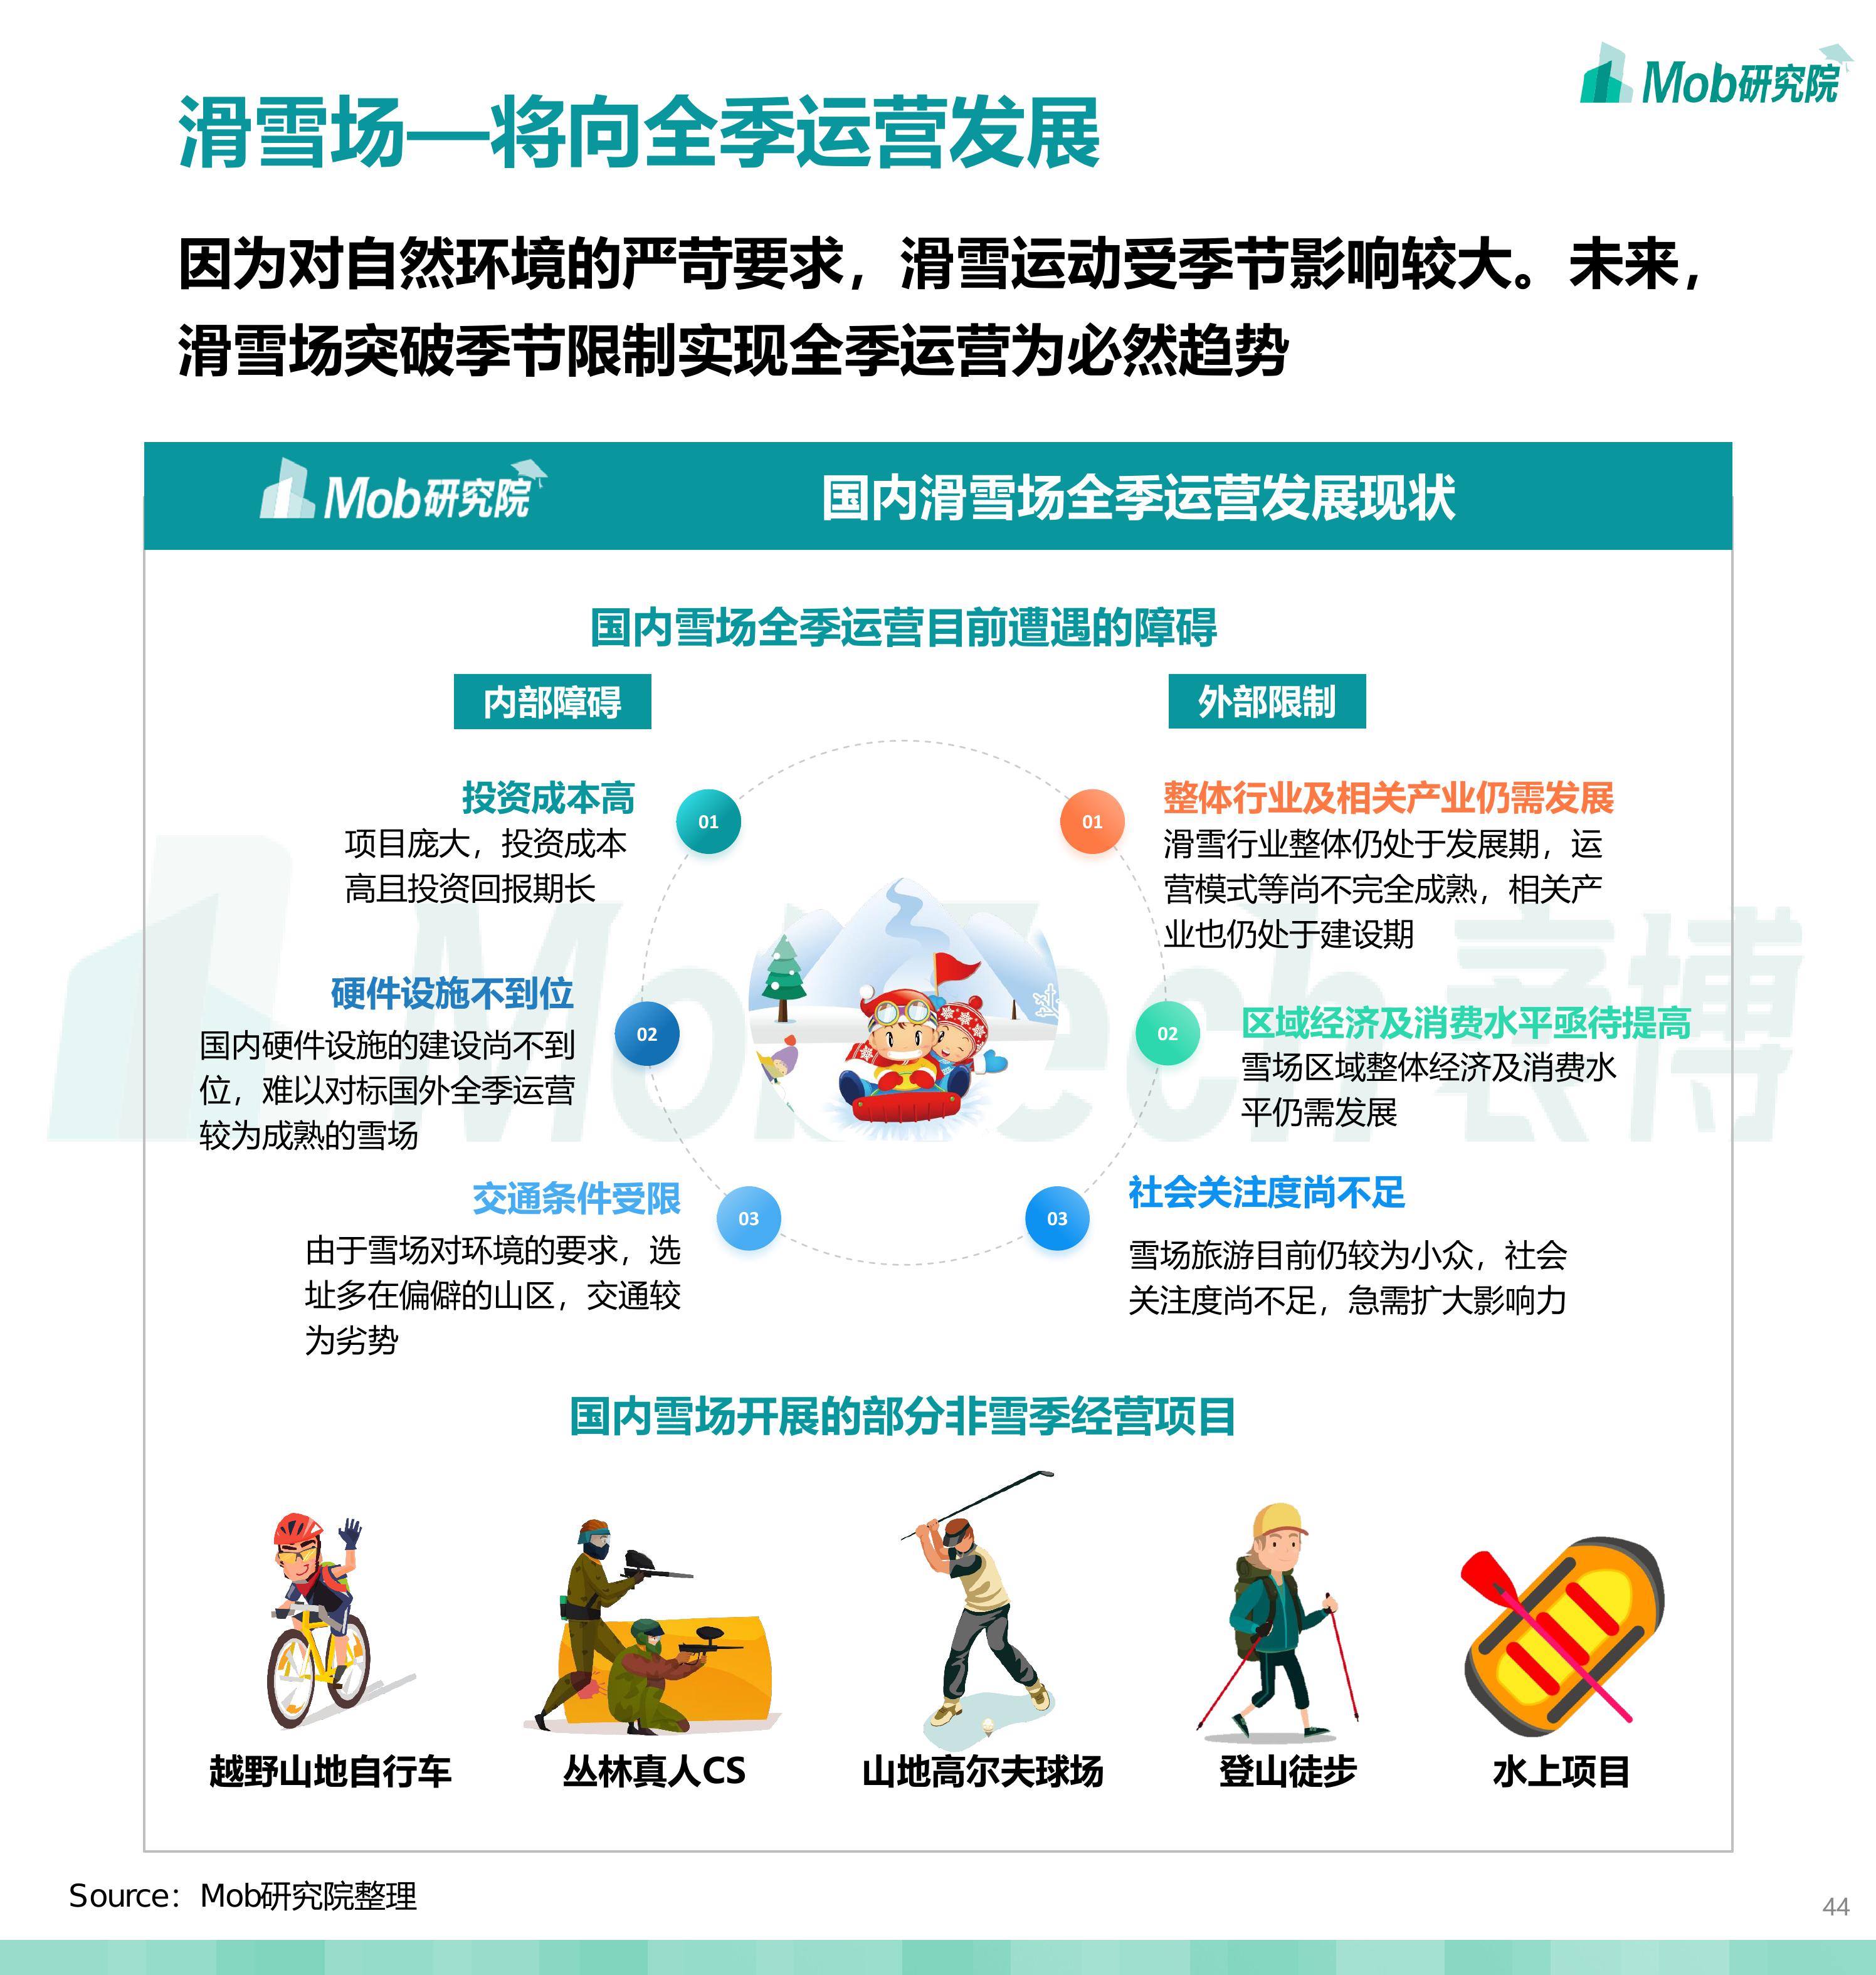 Mob研究院
滑雪场—将向全季运营发展
因为对自然环境的严苛要求，滑雪运动受季节影响较大。未来，
滑雪场突破季节限制实现全季运营为必然趋势
Mob研究院
国内滑雪场全季运营发展现状
国内雪场全季运营目前遭遇的障碍
内部障碍
投资成本高
01
项目庞大，投资成本
高且投资回报期长
硬件设施不到位
02
国内硬件设施的建设尚不到
位，难以对标国外全季运营
较为成熟的雪场
交通条件受限
03
由于雪场对环境的要求，选
址多在偏僻的山区，交通较
为劣势
外部限制
01
整体行业及相关产业仍需发展
滑雪行业整体仍处于发展期，运
营模式等尚不完全成熟，相关产
业也仍处于建设期
02
区域经济及消费水平亟待提高
雪场区域整体经济及消费水
平仍需发展
03
社会关注度尚不足
雪场旅游目前仍较为小众，社会
关注度尚不足，急需扩大影响力
MobTech 袤博
国内雪场开展的部分非雪季经营项目
越野山地自行车
丛林真人CS
山地高尔夫球场
登山徒步
水上项目
Source：Mob研究院整理
44